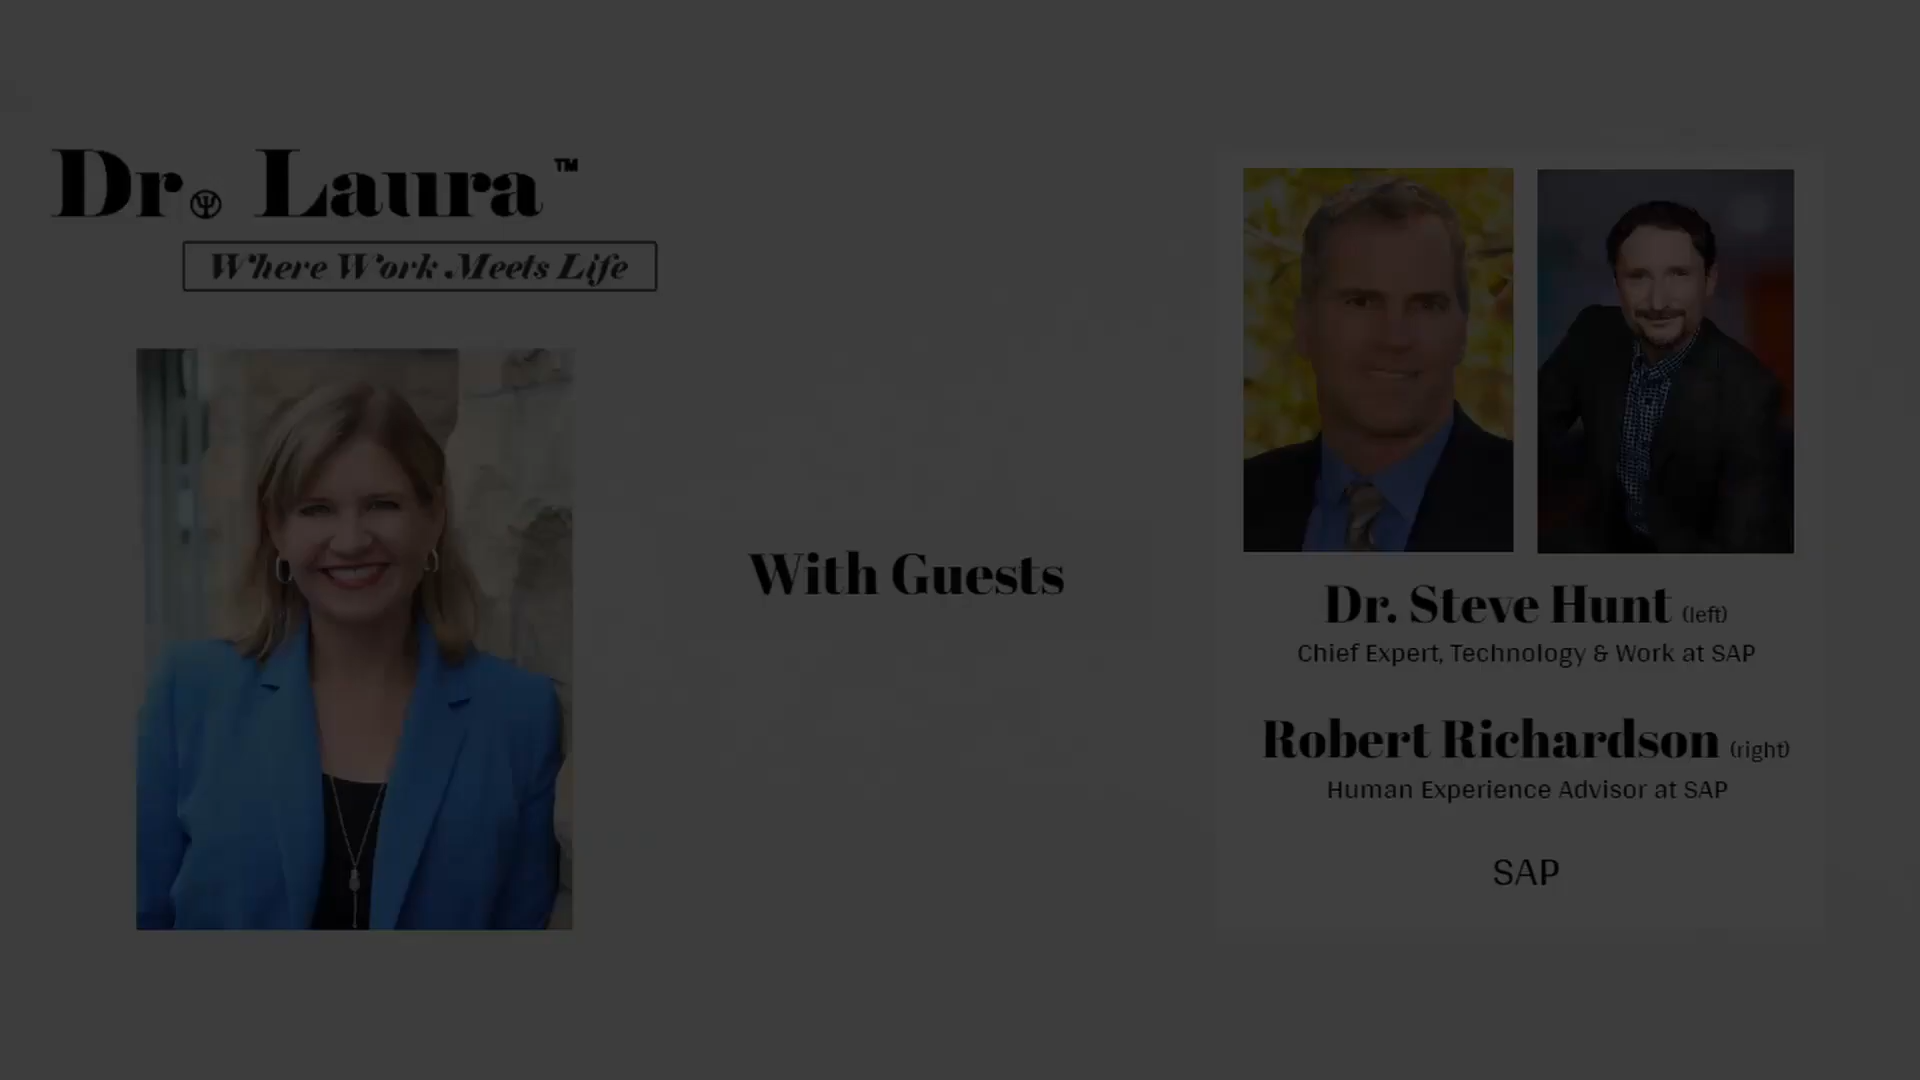 Dr. Laura™
Where Work Meets Life
With Guests
Dr. Steve Hunt (left)
Chief Expert, Technology & Work at SAP
Robert Richardson (right)
Human Experience Advisor at SAP
SAP